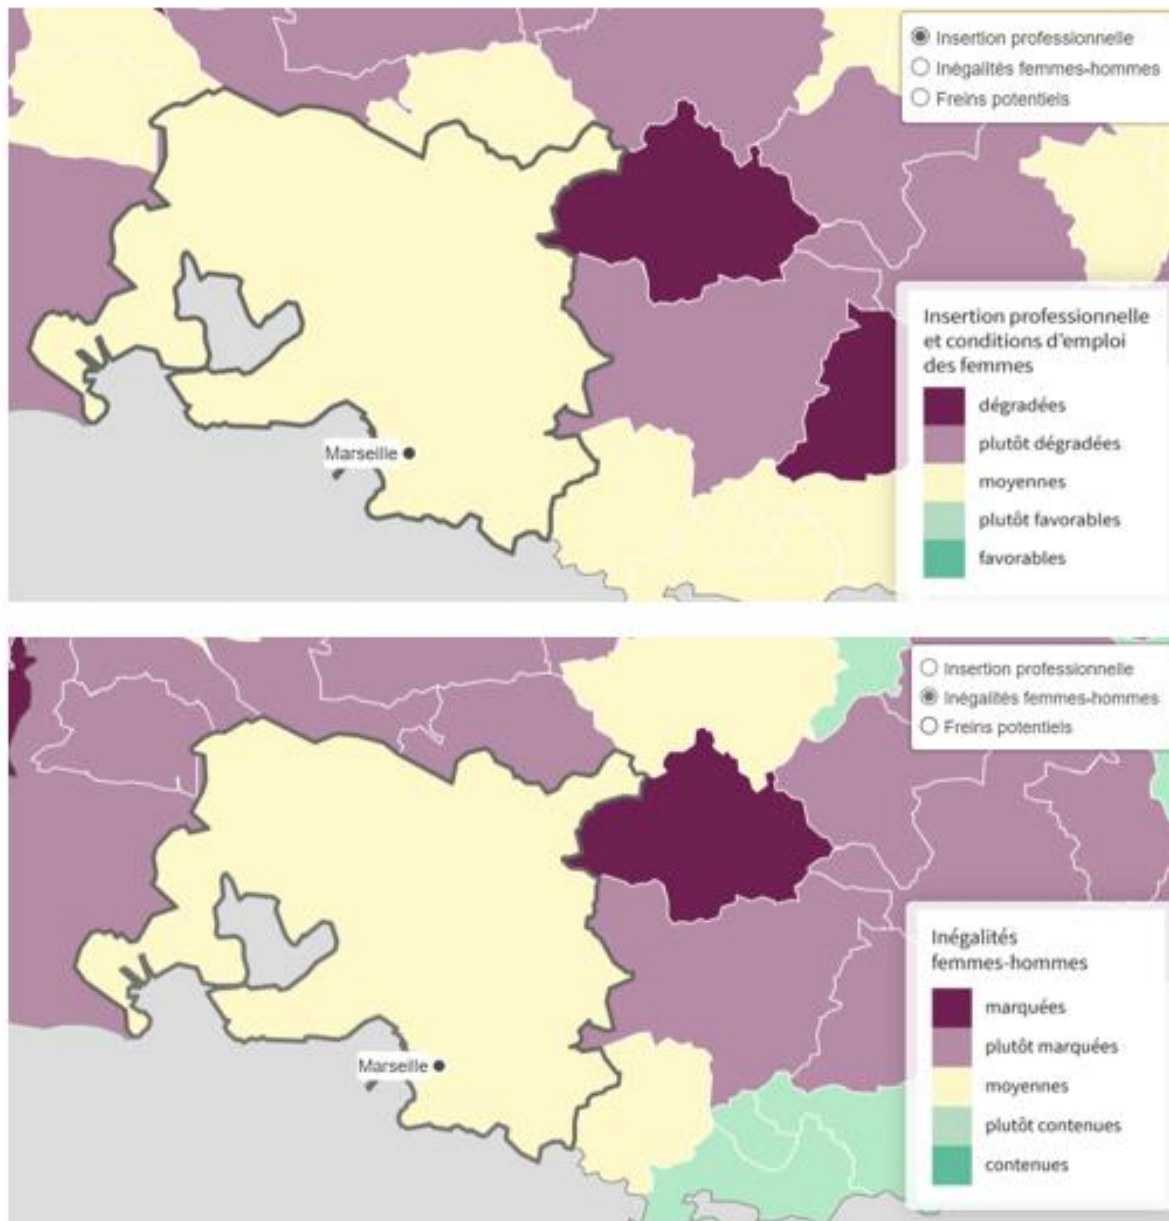 Insertion professionnelle
Inégalités femmes-hommes
Freins potentiels
Insertion professionnelle
et conditions d'emploi
des femmes
dégradées
plutôt dégradées
moyennes
plutôt favorables
favorables
Marseille
Insertion professionnelle
Inégalités femmes-hommes
Freins potentiels
Inégalités
femmes-hommes
marquées
plutôt marquées
moyennes
plutôt contenues
contenues
Marseille